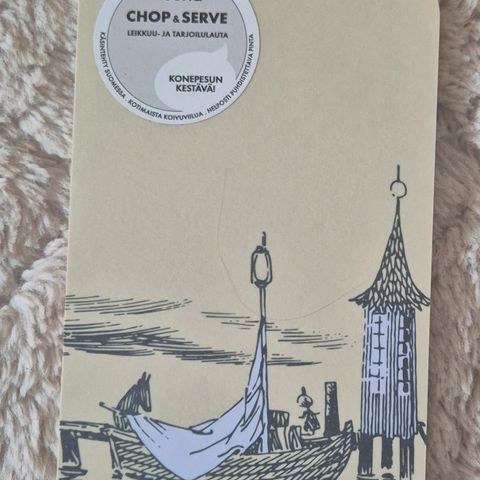 CHOP & SERVE
LEIKKUU- JA TARJOILULAUTA
KONEPESUN
KESTÄVÄ!
KÄSINTEHTY SUOMESSA . KOTIMAISTA KOIVUVIILUA . HELPOSTI PUHDISTETTAVA PINTA